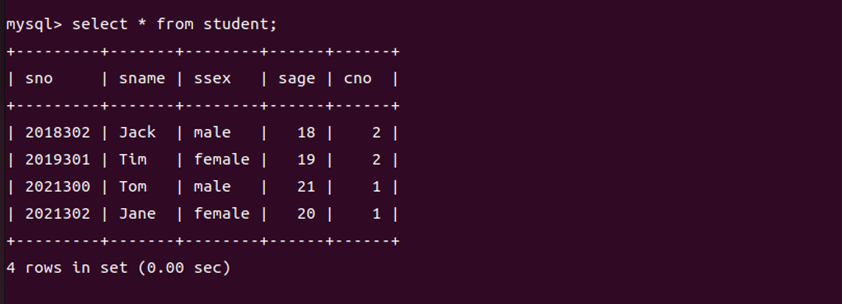 mysql> select * from student;
+---------+-------+--------+------+------+
| sno     | sname | ssex   | sage | cno  |
+---------+-------+--------+------+------+
| 2018302 | Jack  | male   |   18 |    2 |
| 2019301 | Tim   | female |   19 |    2 |
| 2021300 | Tom   | male   |   21 |    1 |
| 2021302 | Jane  | female |   20 |    1 |
+---------+-------+--------+------+------+
4 rows in set (0.00 sec)